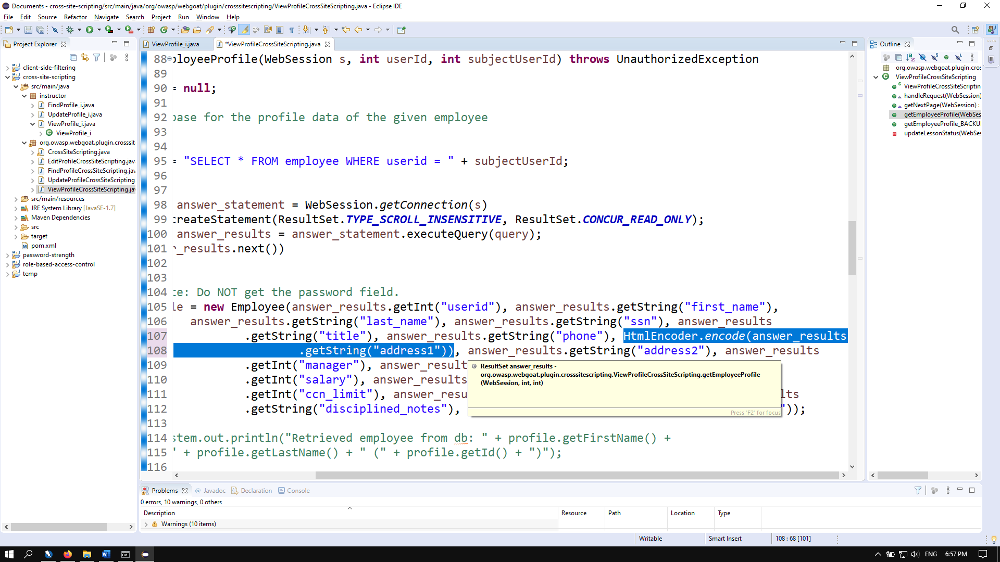 Documents - cross-site-scripting/src/main/java/org/owasp/webgoat/plugin/crosssitescripting/ViewProfileCrossSiteScripting.java - Eclipse IDE
File Edit Source Refactor Navigate Search Project Run Window Help
Project Explorer
client-side-filtering
cross-site-scripting
src/main/java
instructor
FindProfile_i.java
UpdateProfile_i.java
ViewProfile_i.java
ViewProfile_i
org.owasp.webgoat.plugin.crosssit
CrossSiteScripting.java
EditProfileCrossSiteScripting.jav
FindProfileCrossSiteScripting.jav
UpdateProfileCrossSiteScripting
ViewProfileCrossSiteScripting.jav
src/main/resources
JRE System Library [JavaSE-1.7]
Maven Dependencies
src
target
pom.xml
password-strength
role-based-access-control
temp
ViewProfile_i.java *ViewProfileCrossSiteScripting.java
88 ployeeProfile(WebSession s, int userId, int subjectUserId) throws UnauthorizedException
89
90 = null;
91
92 base for the profile data of the given employee
93
94
95 = "SELECT * FROM employee WHERE userid = " + subjectUserId;
96
97
98 answer_statement = WebSession.getConnection(s)
99 createStatement(ResultSet.TYPE_SCROLL_INSENSITIVE, ResultSet.CONCUR_READ_ONLY);
100 answer_results = answer_statement.executeQuery(query);
101 r_results.next())
102
103
104 te: Do NOT get the password field.
105 le = new Employee(answer_results.getInt("userid"), answer_results.getString("first_name"),
106 answer_results.getString("last_name"), answer_results.getString("ssn"), answer_results
107 .getString("title"), answer_results.getString("phone"), HtmlEncoder.encode(answer_results
108 .getString("address1")), answer_results.getString("address2"), answer_results
109 .getInt("manager"), answer_result
110 .getInt("salary"), answer_results
111 .getInt("ccn_limit"), answer_resu lts
112 .getString("disciplined_notes"), "));
113
114 stem.out.println("Retrieved employee from db: " + profile.getFirstName() +
115 ' + profile.getLastName() + " (" + profile.getId() + ")");
116
ResultSet answer_results -
org.owasp.webgoat.plugin.crosssitescripting.ViewProfileCrossSiteScripting.getEmployeeProfile
(WebSession, int, int)
Press 'F2' for focus
Outline
org.owasp.webgoat.plugin.cros
ViewProfileCrossSiteScripting
ViewProfileCrossSiteScriptin
handleRequest(WebSession)
getNextPage(WebSession) :
getEmployeeProfile(WebSes
getEmployeeProfile_BACKU
updateLessonStatus(WebSes
Problems @ Javadoc Declaration Console
0 errors, 10 warnings, 0 others
Description Resource Path Location Type
Warnings (10 items)
Writable Smart Insert 108 : 68 [101]
ENG 6:57 PM